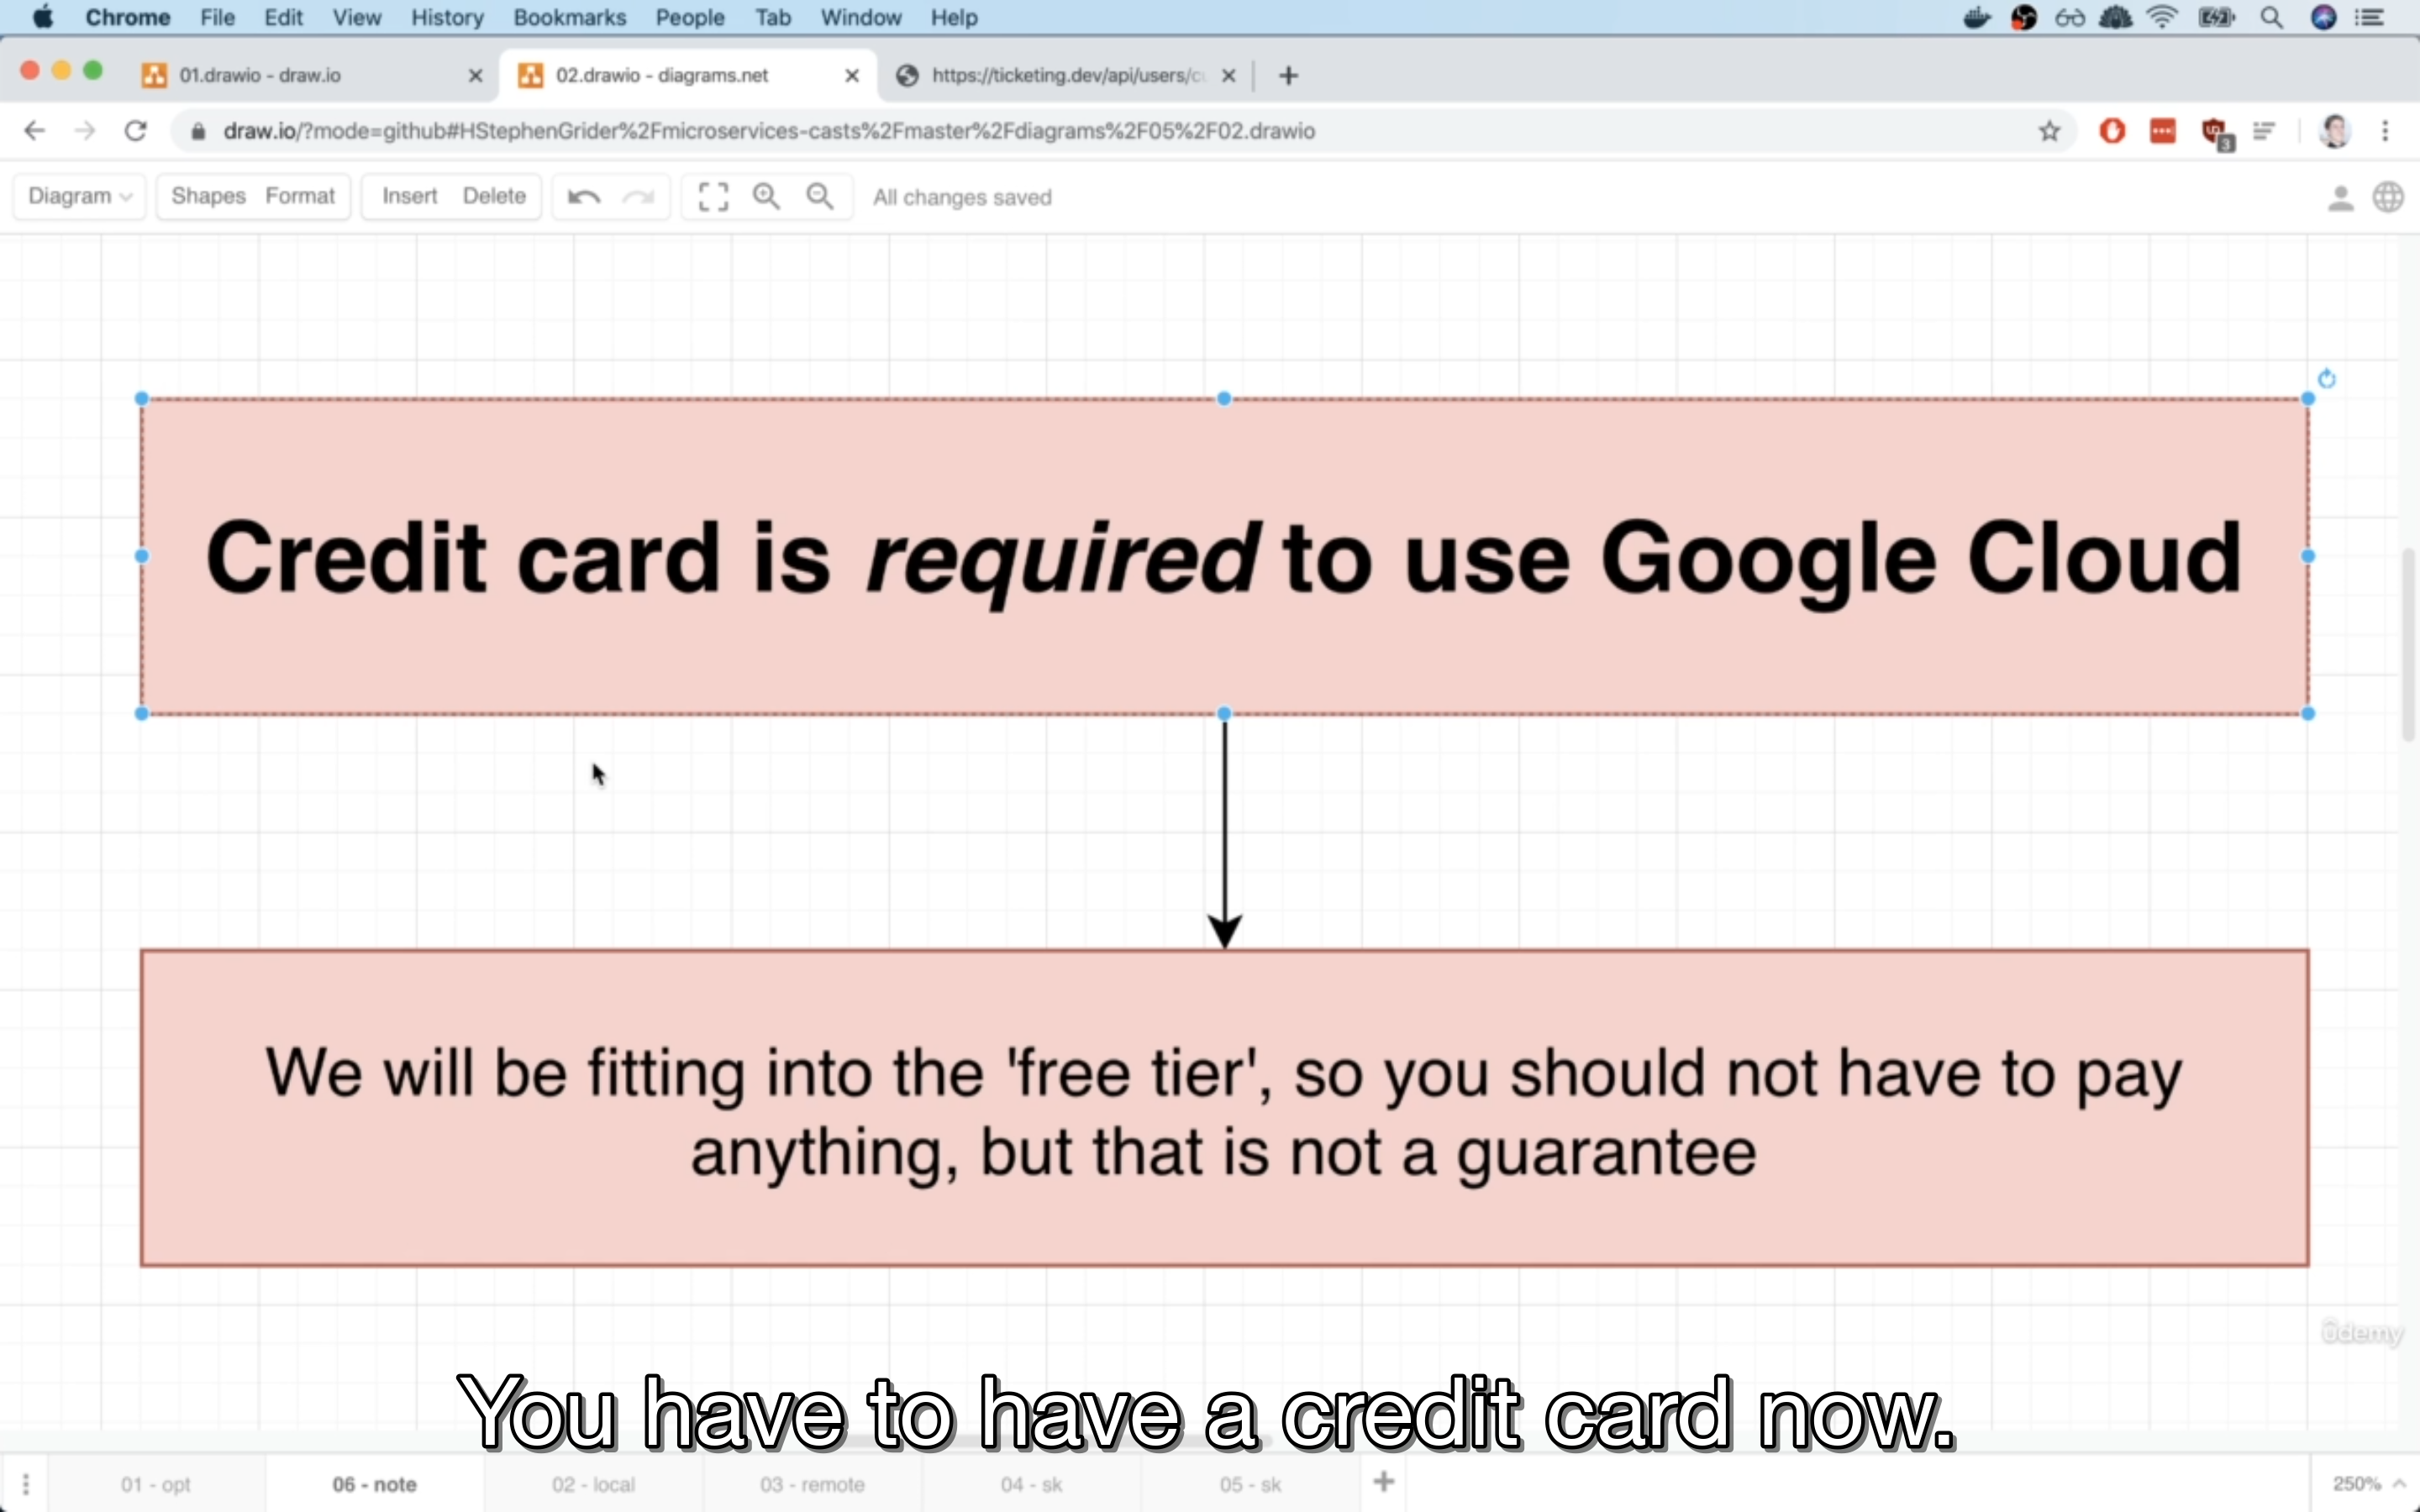 Chrome File Edit View History Bookmarks People Tab Window Help
01.drawio - draw.io
02.drawio - diagrams.net
https://ticketing.dev/api/users/cu
draw.io/?mode=github#HStephenGrider%2Fmicroservices-casts%2Fmaster%2Fdiagrams%2F05%2F02.drawio
3
Diagram Shapes Format Insert Delete All changes saved
Credit card is required to use Google Cloud
We will be fitting into the 'free tier', so you should not have to pay
anything, but that is not a guarantee
ûdemy
You have to have a credit card now.
01 - opt 06 - note 02 - local 03 - remote 04 - sk 05 - sk 250%